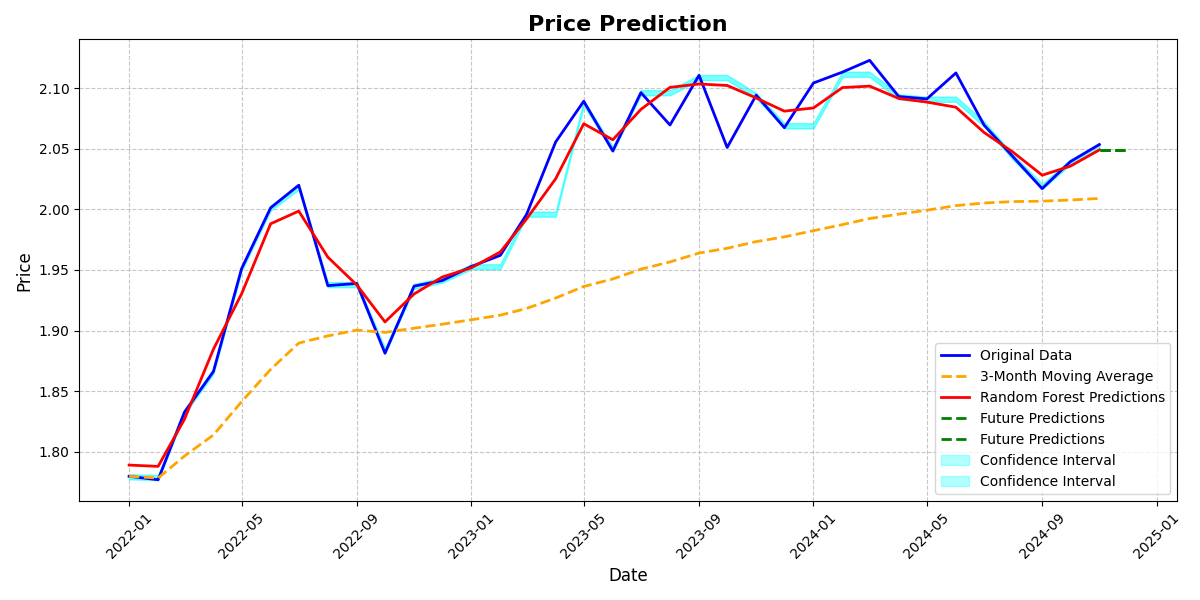 Price Prediction
Price
2.10
2.05
2.00
1.95
1.90
1.85
1.80
Original Data
3-Month Moving Average
Random Forest Predictions
Future Predictions
Future Predictions
Confidence Interval
Confidence Interval
2022-01
2022-05
2022-09
2023-01
2023-05
2023-09
2024-01
2024-05
2024-09
2025-01
Date